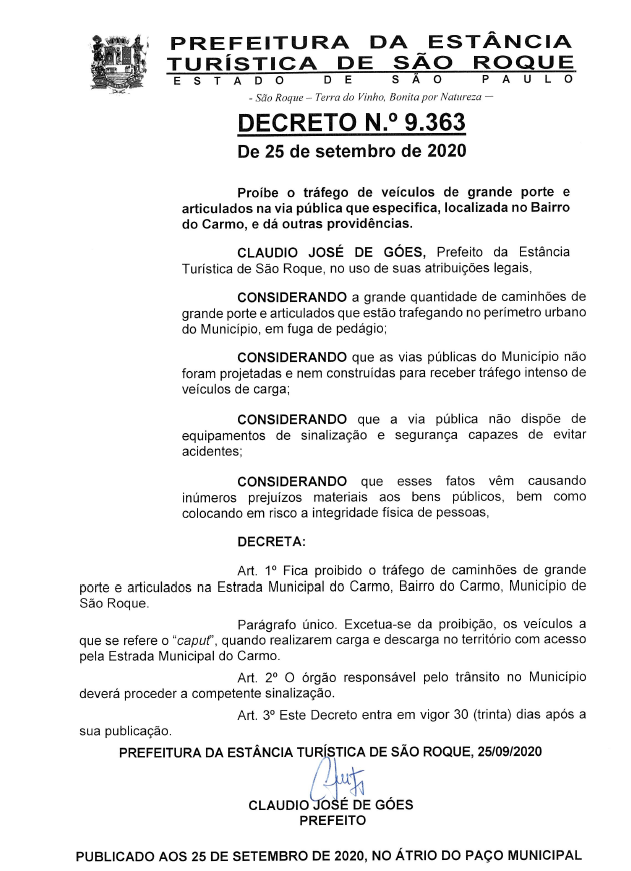 PREFEITURA DA ESTÂNCIA
TURÍSTICA DE SÃO ROQUE
ESTADO DE SÃO PAULO
- São Roque – Terra do Vinho, Bonita por Natureza —
DECRETO N.º 9.363
De 25 de setembro de 2020
Proíbe o tráfego de veículos de grande porte e
articulados na via pública que especifica, localizada no Bairro
do Carmo, e dá outras providências.
CLAUDIO JOSÉ DE GÓES, Prefeito da Estância
Turística de São Roque, no uso de suas atribuições legais,
CONSIDERANDO a grande quantidade de caminhões de
grande porte e articulados que estão trafegando no perímetro urbano
do Município, em fuga de pedágio;
CONSIDERANDO que as vias públicas do Município não
foram projetadas e nem construídas para receber tráfego intenso de
veículos de carga;
CONSIDERANDO que a via pública não dispõe de
equipamentos de sinalização e segurança capazes de evitar
acidentes;
CONSIDERANDO que esses fatos vêm causando
inúmeros prejuízos materiais aos bens públicos, bem como
colocando em risco a integridade física de pessoas,
DECRETA:
Art. 1º Fica proibido o tráfego de caminhões de grande
porte e articulados na Estrada Municipal do Carmo, Bairro do Carmo, Município de
São Roque.
Parágrafo único. Excetua-se da proibição, os veículos a
que se refere o “caput”, quando realizarem carga e descarga no território com acesso
pela Estrada Municipal do Carmo.
Art. 2º O órgão responsável pelo trânsito no Município
deverá proceder a competente sinalização.
Art. 3º Este Decreto entra em vigor 30 (trinta) dias após a
sua publicação.
PREFEITURA DA ESTÂNCIA TURÍSTICA DE SÃO ROQUE, 25/09/2020
CLAUDIO JOSÉ DE GÓES
PREFEITO
PUBLICADO AOS 25 DE SETEMBRO DE 2020, NO ÁTRIO DO PAÇO MUNICIPAL